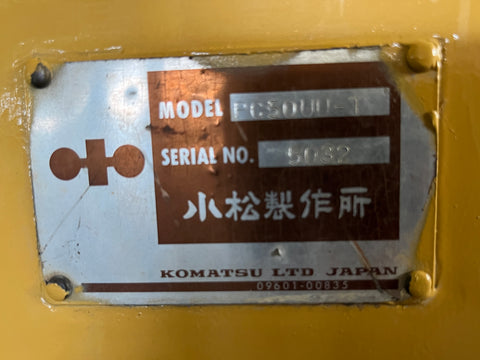 MODEL PC50UU-1
SERIAL NO. 5032
小松製作所
KOMATSU LTD JAPAN
09601-00835